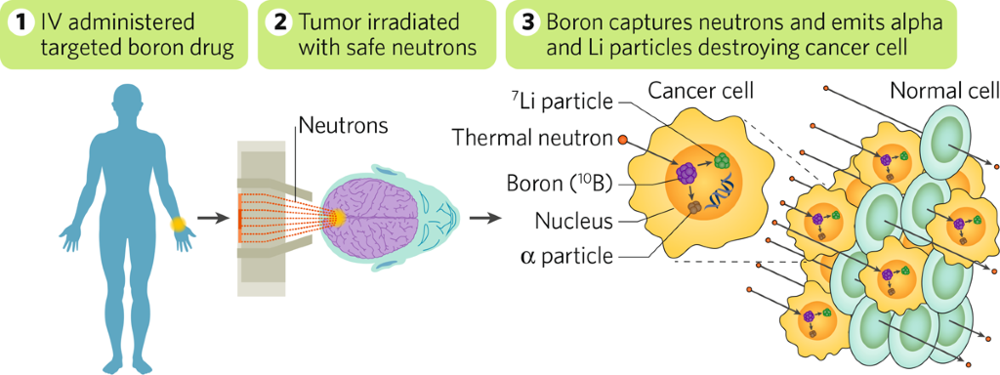 1 IV administered
targeted boron drug
2 Tumor irradiated
with safe neutrons
3 Boron captures neutrons and emits alpha
and Li particles destroying cancer cell
Neutrons
⁷Li particle
Thermal neutron
Boron (¹⁰B)
Nucleus
α particle
Cancer cell
Normal cell